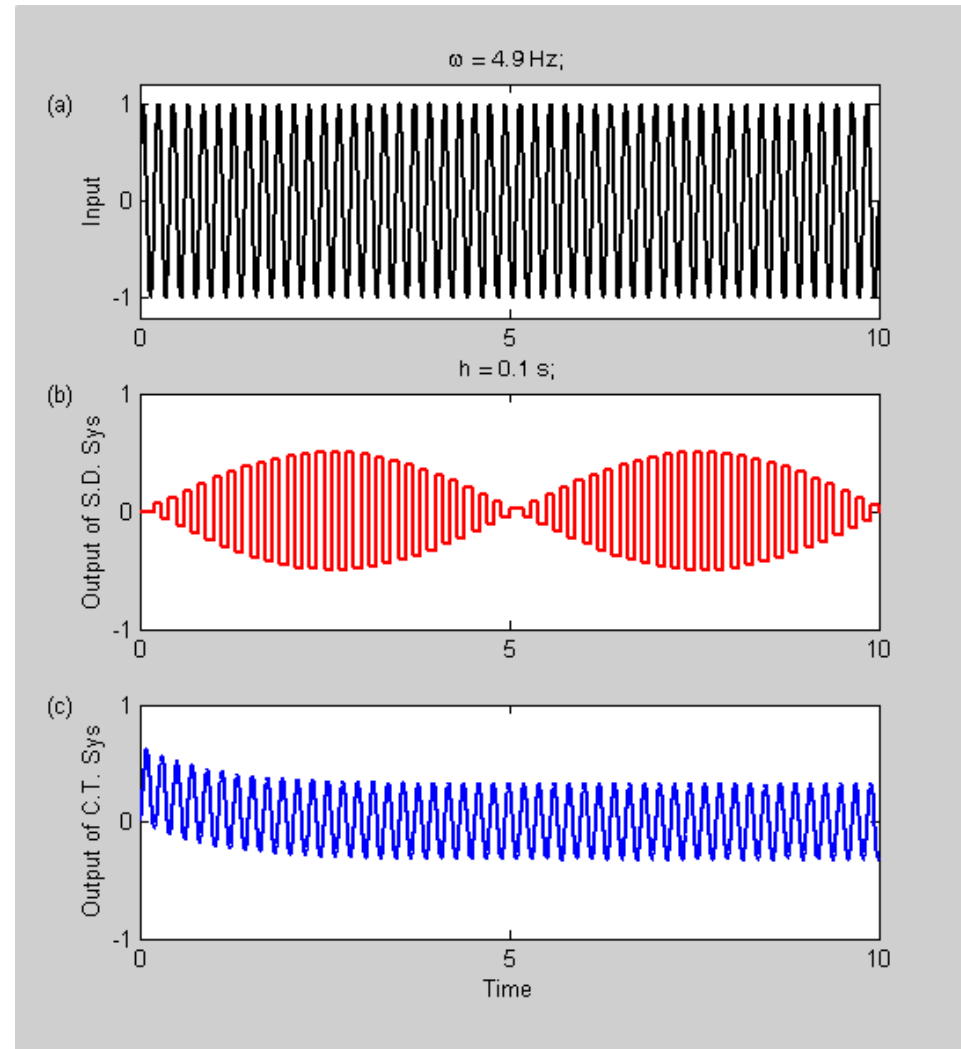 ω = 4.9 Hz;
(a)
Input
1
0
-1
0 5 10
h = 0.1 s;
(b)
Output of S.D. Sys
1
0
-1
0 5 10
(c)
Output of C.T. Sys
1
0
-1
0 5 10
Time